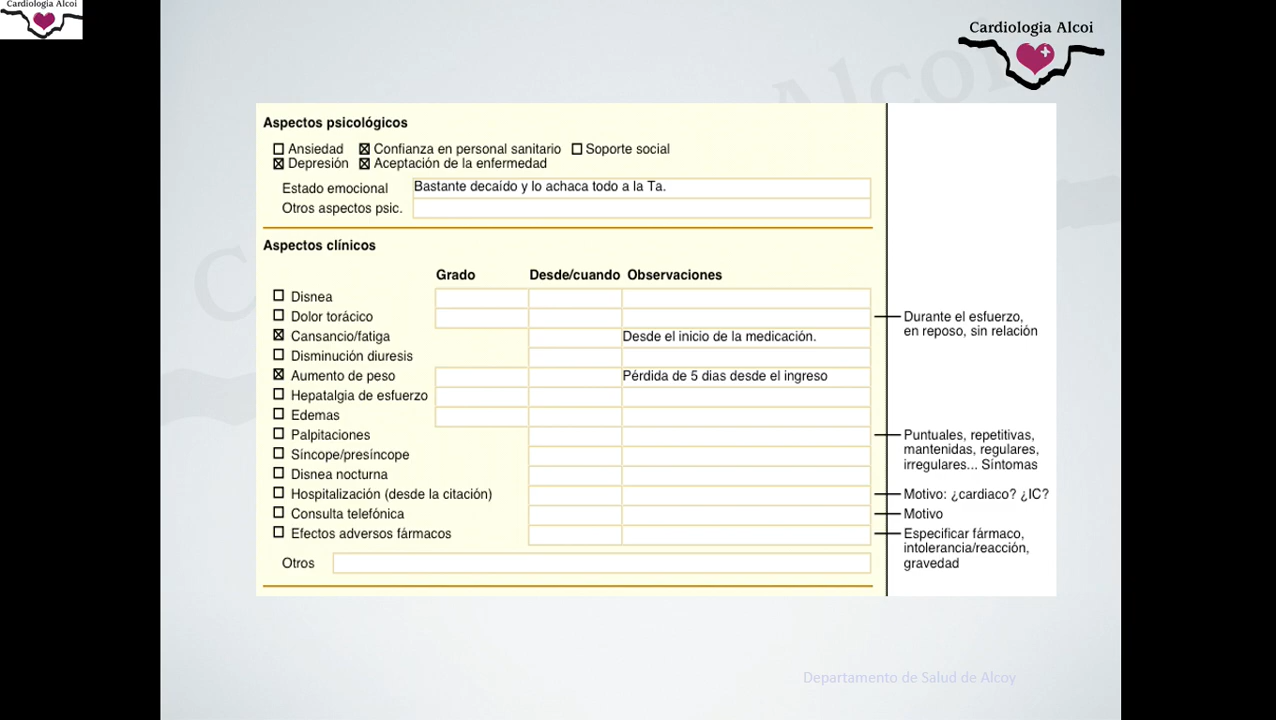 Cardiologia Alcoi
Cardiologia Alcoi
Alcoi
Aspectos psicológicos
Ansiedad Confianza en personal sanitario Soporte social
Depresión Aceptación de la enfermedad
Estado emocional Bastante decaído y lo achaca todo a la Ta.
Otros aspectos psic.
Aspectos clínicos
Grado Desde/cuando Observaciones
Disnea
Dolor torácico Durante el esfuerzo,
en reposo, sin relación
Cansancio/fatiga Desde el inicio de la medicación.
Disminución diuresis
Aumento de peso Pérdida de 5 dias desde el ingreso
Hepatalgia de esfuerzo
Edemas
Palpitaciones Puntuales, repetitivas,
mantenidas, regulares,
irregulares... Síntomas
Síncope/presíncope
Disnea nocturna
Hospitalización (desde la citación) Motivo: ¿cardiaco? ¿IC?
Consulta telefónica Motivo
Efectos adversos fármacos Especificar fármaco,
intolerancia/reacción,
gravedad
Otros
Departamento de Salud de Alcoy